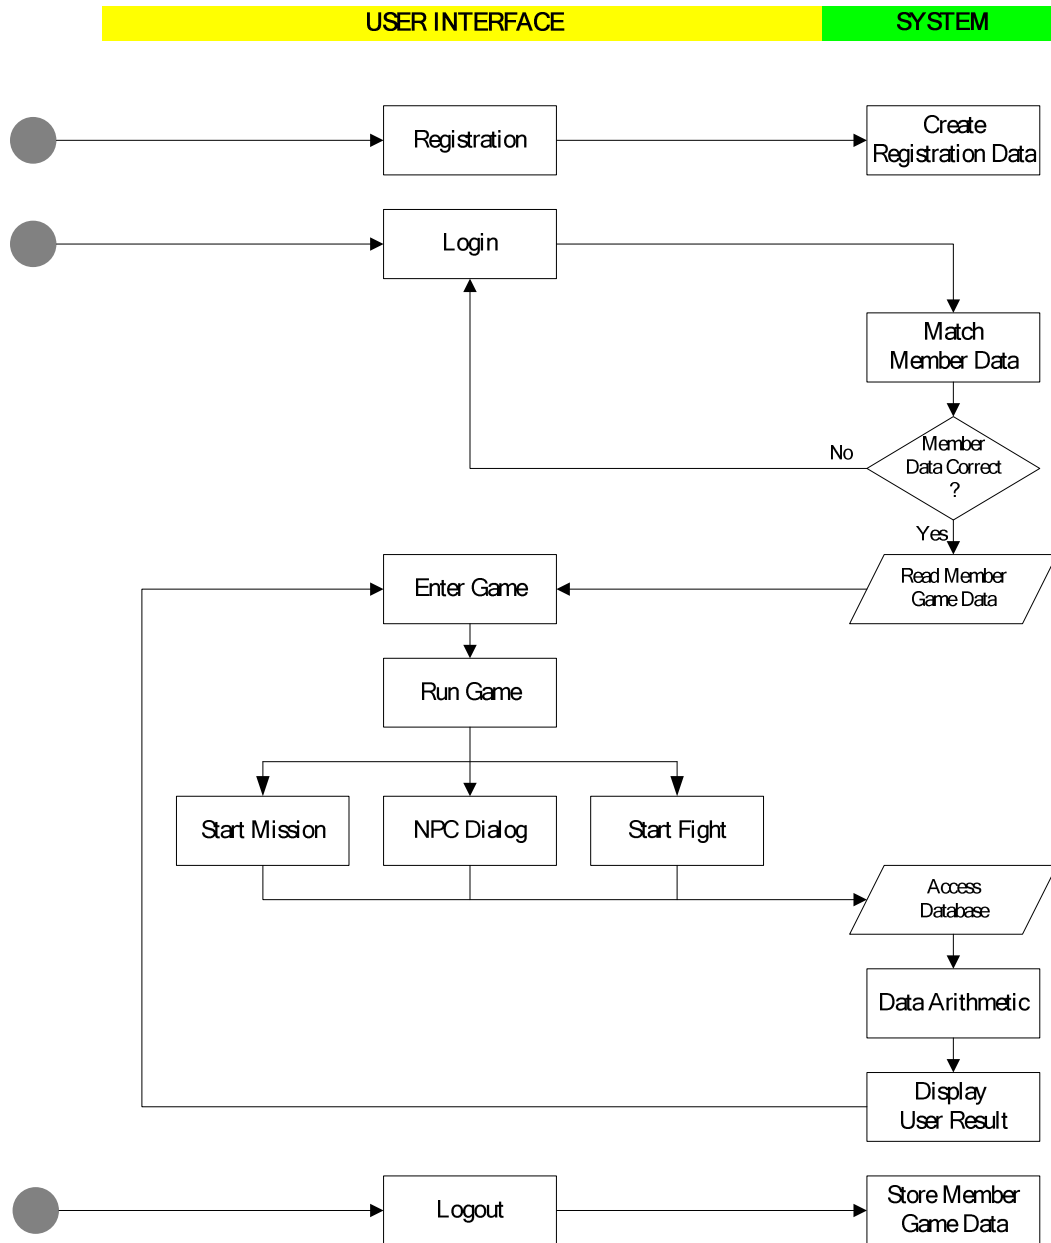 USER INTERFACE
SYSTEM
Registration
Create
Registration Data
Login
Match
Member Data
Member
Data Correct
?
No
Yes
Enter Game
Read Member
Game Data
Run Game
Start Mission
NPC Dialog
Start Fight
Access
Database
Data Arithmetic
Display
User Result
Logout
Store Member
Game Data